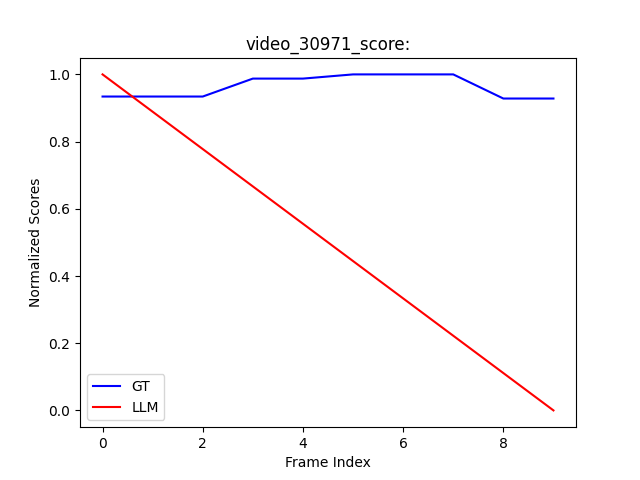 video_30971_score:
Normalized Scores
1.0
0.8
0.6
0.4
0.2
0.0
GT
LLM
0 2 4 6 8
Frame Index